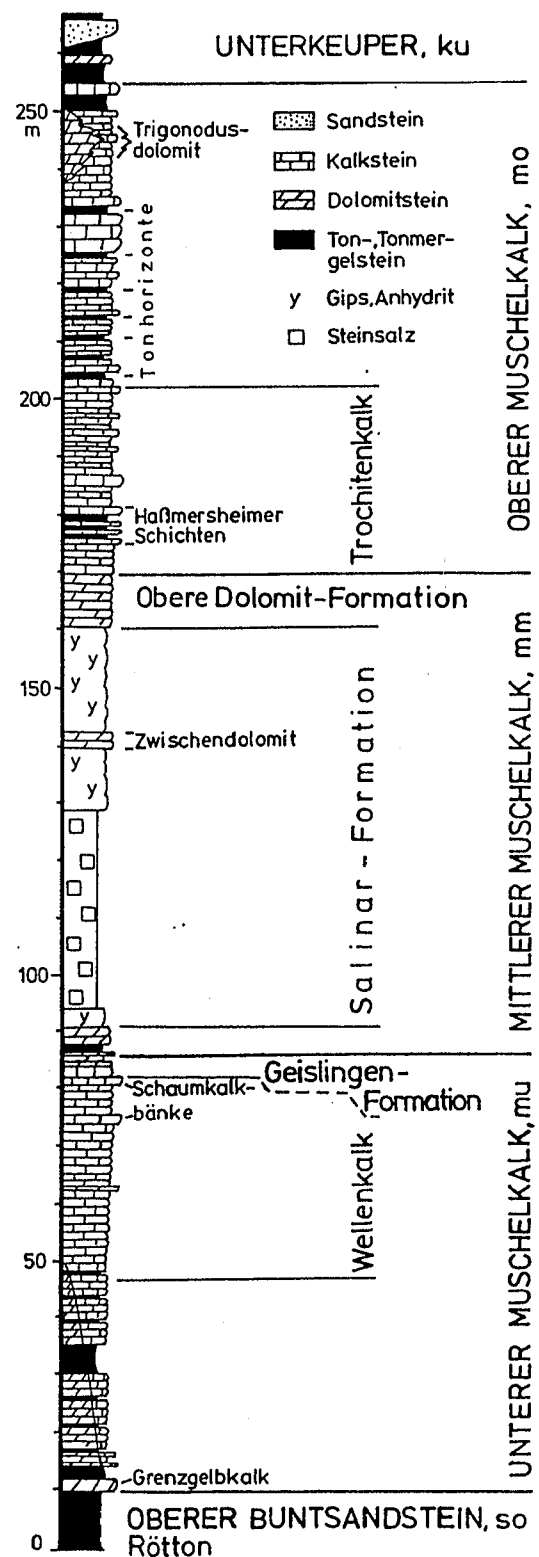 UNTERKEUPER, ku
250
m
Trigonodus-
dolomit
Sandstein
Kalkstein
Dolomitstein
Ton-,Tonmer-
gelstein
y Gips,Anhydrit
Steinsalz
Tonhorizonte
OBERER MUSCHELKALK, mo
200
Trochitenkalk
Haßmersheimer
Schichten
Obere Dolomit-Formation
y
y
150
y
y
Zwischendolomit
y
y
Salinar-Formation
MITTLERER MUSCHELKALK, mm
100
y
Geislingen-
Formation
Schaumkalk-
bänke
Wellenkalk
50
UNTERER MUSCHELKALK,mu
Grenzgelbkalk
OBERER BUNTSANDSTEIN, so
Rötton
0